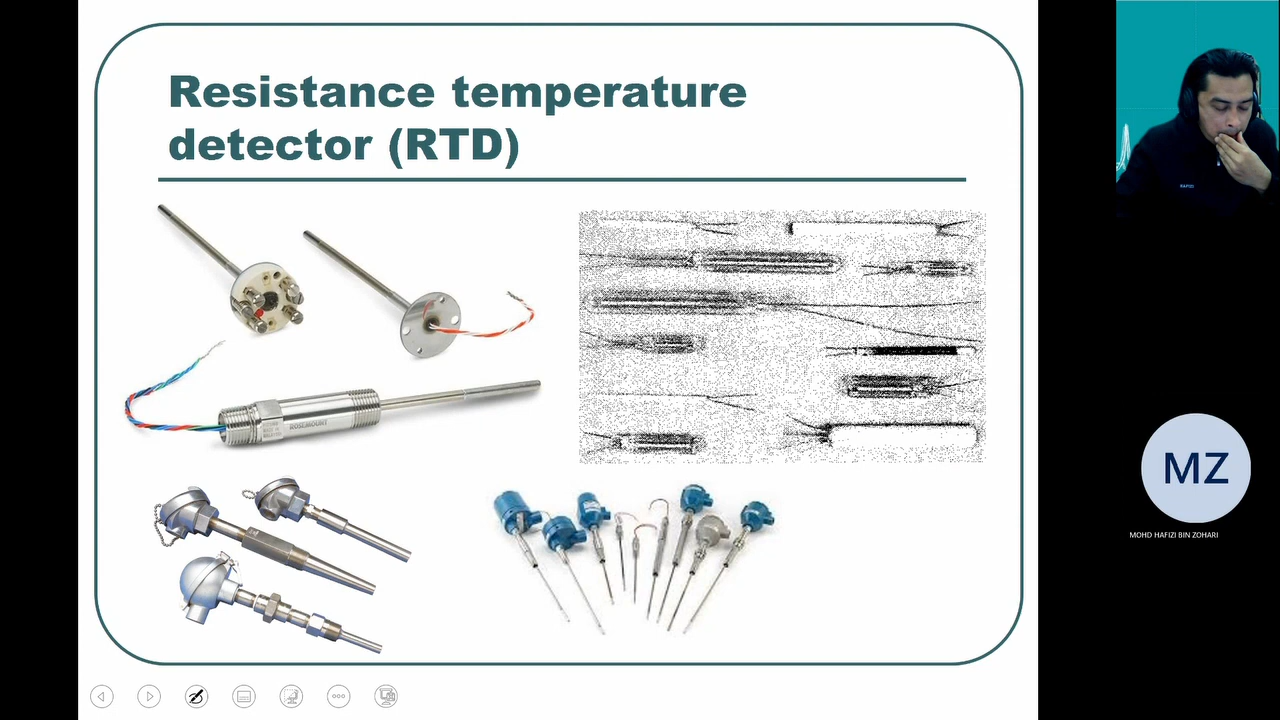 Resistance temperature
detector (RTD)
ROSEMOUNT
MZ
MOHD HAFIZI BIN ZOHARI